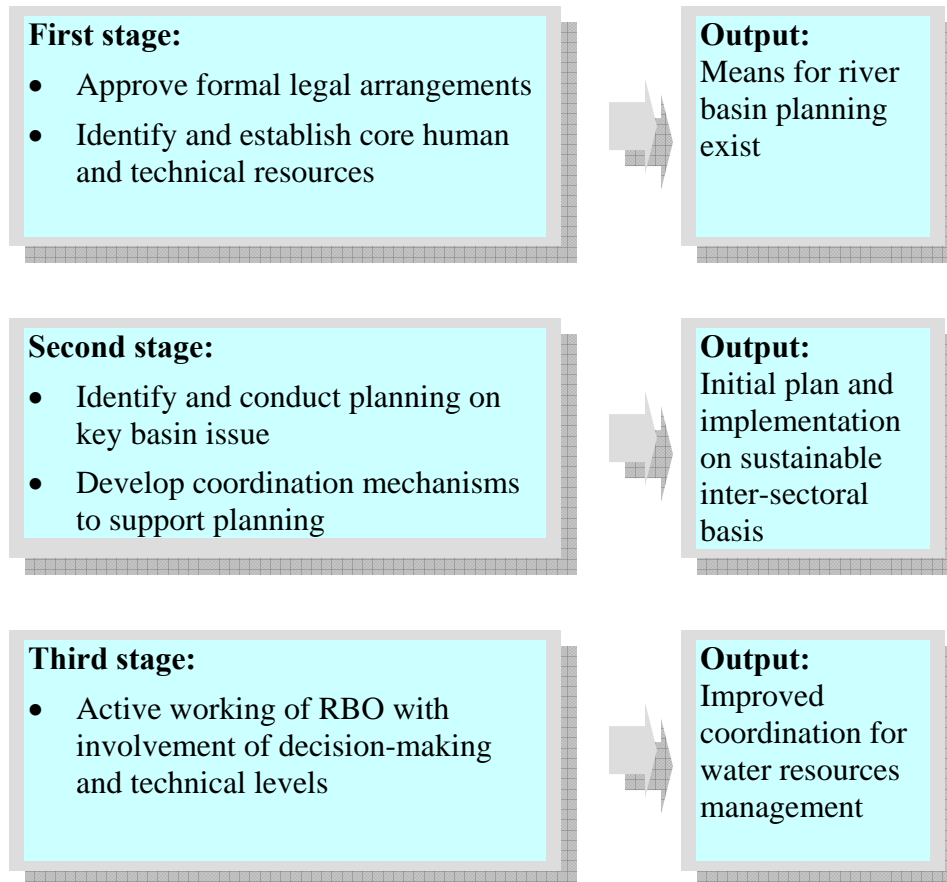 First stage:
• Approve formal legal arrangements
• Identify and establish core human
and technical resources
Output:
Means for river
basin planning
exist
Second stage:
• Identify and conduct planning on
key basin issue
• Develop coordination mechanisms
to support planning
Output:
Initial plan and
implementation
on sustainable
inter-sectoral
basis
Third stage:
• Active working of RBO with
involvement of decision-making
and technical levels
Output:
Improved
coordination for
water resources
management